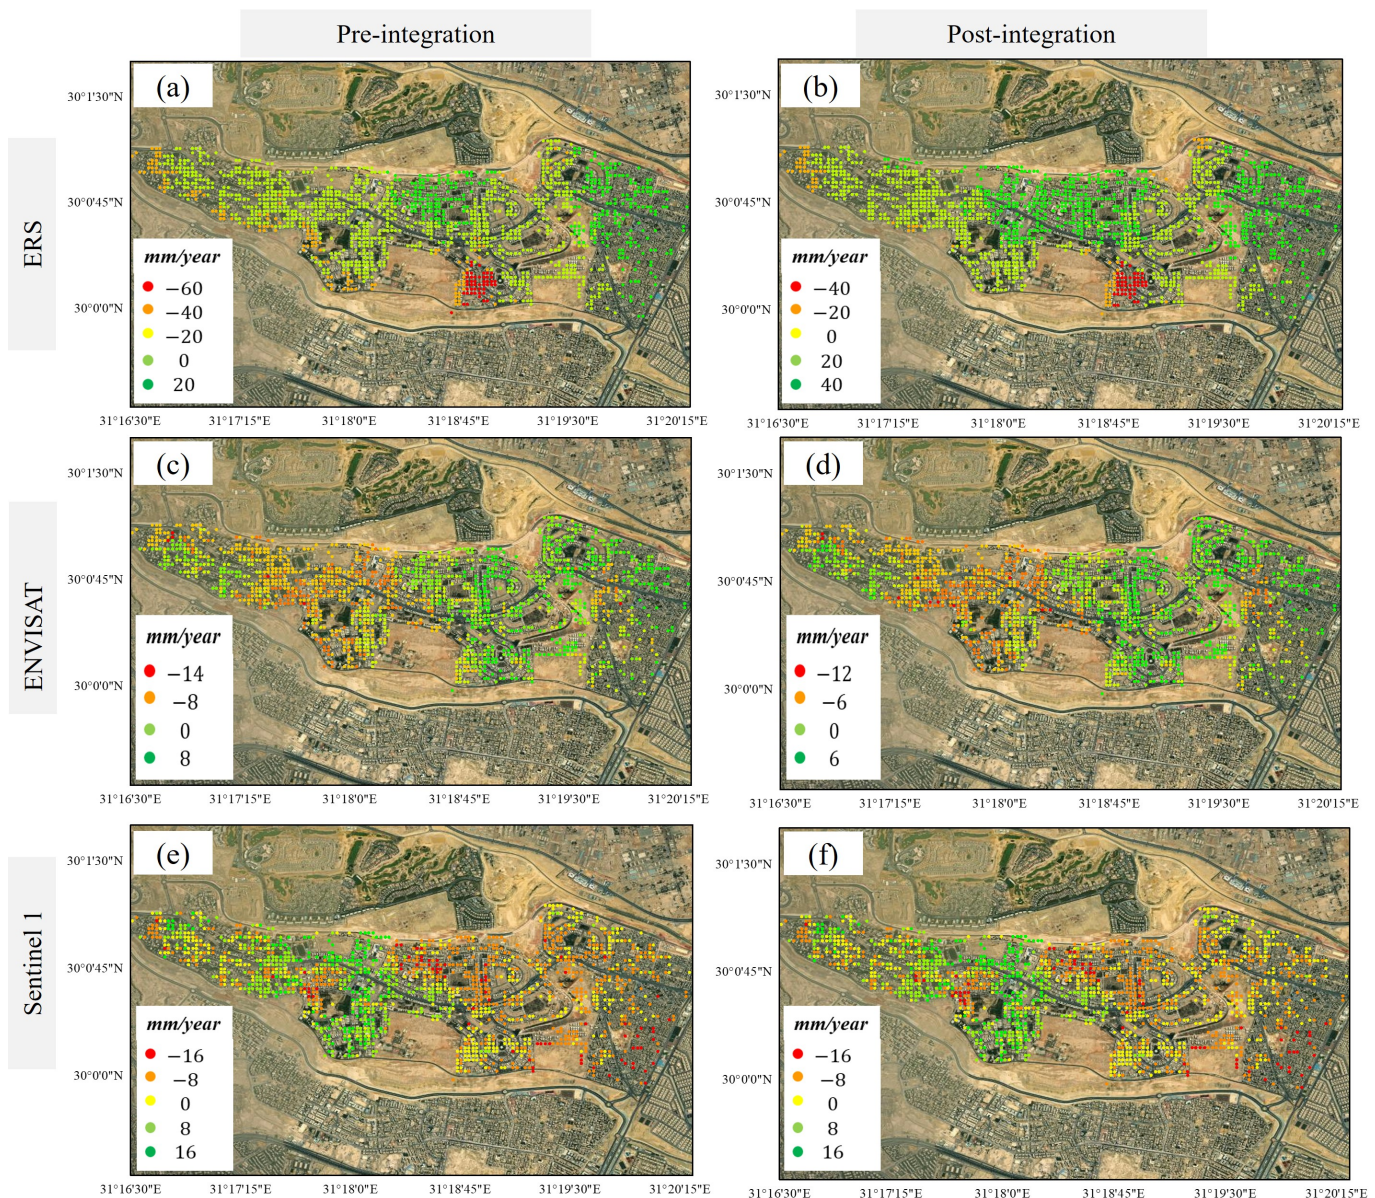 Pre-integration
Post-integration
ERS
(a)
30°1'30"N
30°0'45"N
30°0'0"N
mm/year
−60
−40
−20
0
20
31°16'30"E 31°17'15"E 31°18'0"E 31°18'45"E 31°19'30"E 31°20'15"E
(b)
30°1'30"N
30°0'45"N
30°0'0"N
mm/year
−40
−20
0
20
40
31°16'30"E 31°17'15"E 31°18'0"E 31°18'45"E 31°19'30"E 31°20'15"E
ENVISAT
(c)
30°1'30"N
30°0'45"N
30°0'0"N
mm/year
−14
−8
0
8
31°16'30"E 31°17'15"E 31°18'0"E 31°18'45"E 31°19'30"E 31°20'15"E
(d)
30°1'30"N
30°0'45"N
30°0'0"N
mm/year
−12
−6
0
6
31°16'30"E 31°17'15"E 31°18'0"E 31°18'45"E 31°19'30"E 31°20'15"E
Sentinel 1
(e)
30°1'30"N
30°0'45"N
30°0'0"N
mm/year
−16
−8
0
8
16
31°16'30"E 31°17'15"E 31°18'0"E 31°18'45"E 31°19'30"E 31°20'15"E
(f)
30°1'30"N
30°0'45"N
30°0'0"N
mm/year
−16
−8
0
8
16
31°16'30"E 31°17'15"E 31°18'0"E 31°18'45"E 31°19'30"E 31°20'15"E